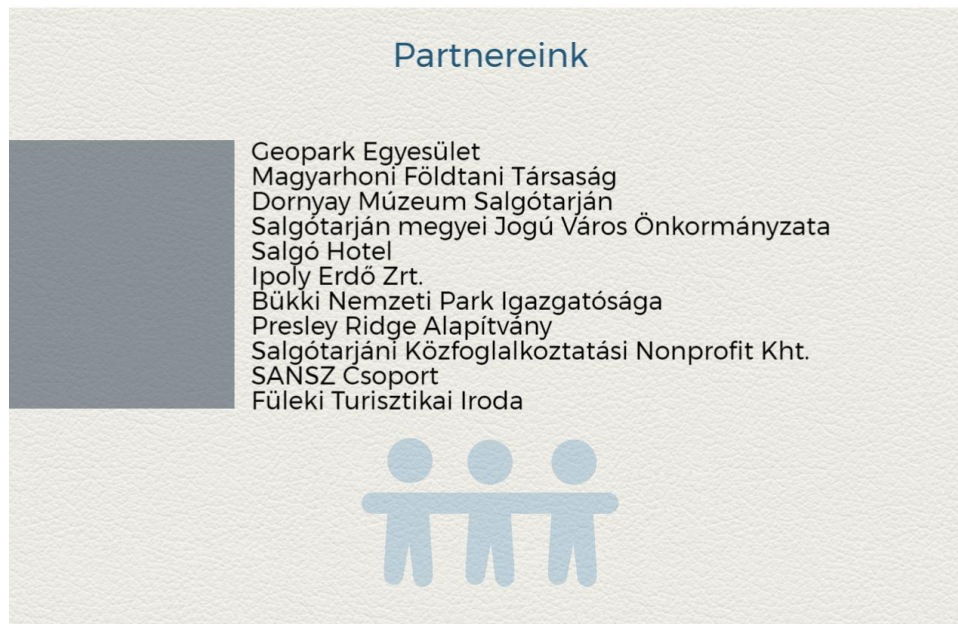 Partnereink
Geopark Egyesület
Magyarhoni Földtani Társaság
Dornyay Múzeum Salgótarján
Salgótarján megyei Jogú Város Önkormányzata
Salgó Hotel
Ipoly Erdő Zrt.
Bükki Nemzeti Park Igazgatósága
Presley Ridge Alapítvány
Salgótarjáni Közfoglalkoztatási Nonprofit Kht.
SANSZ Csoport
Füleki Turisztikai Iroda